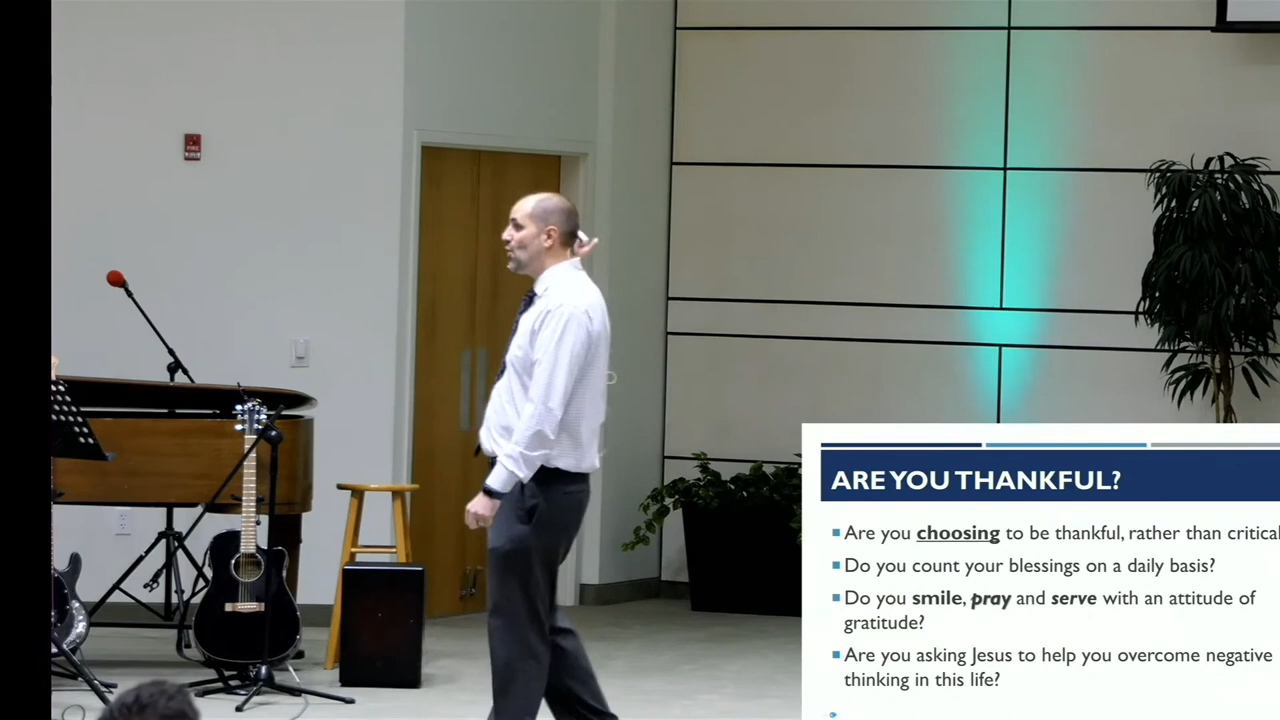 FIRE
ARE YOU THANKFUL?
Are you choosing to be thankful, rather than critical
Do you count your blessings on a daily basis?
Do you smile, pray and serve with an attitude of
gratitude?
Are you asking Jesus to help you overcome negative
thinking in this life?